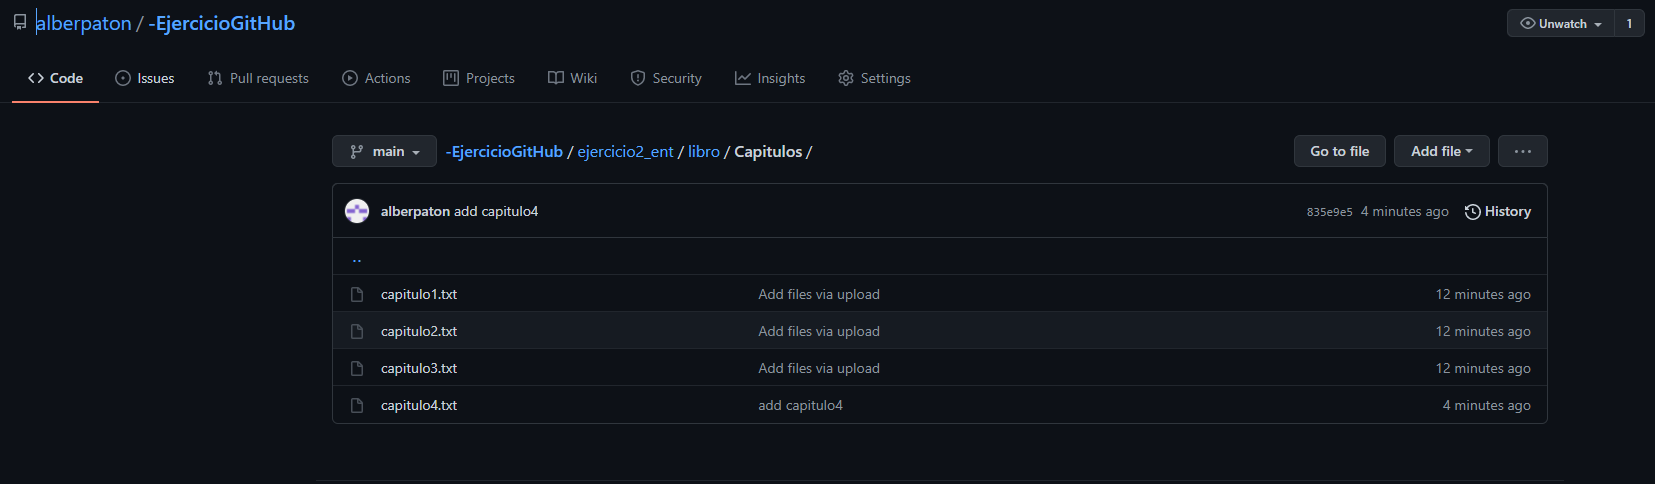 alberpaton / -EjercicioGitHub
Unwatch 1
Code Issues Pull requests Actions Projects Wiki Security Insights Settings
main -EjercicioGitHub / ejercicio2_ent / libro / Capitulos / Go to file Add file ...
alberpaton add capitulo4 835e9e5 4 minutes ago History
..
capitulo1.txt Add files via upload 12 minutes ago
capitulo2.txt Add files via upload 12 minutes ago
capitulo3.txt Add files via upload 12 minutes ago
capitulo4.txt add capitulo4 4 minutes ago